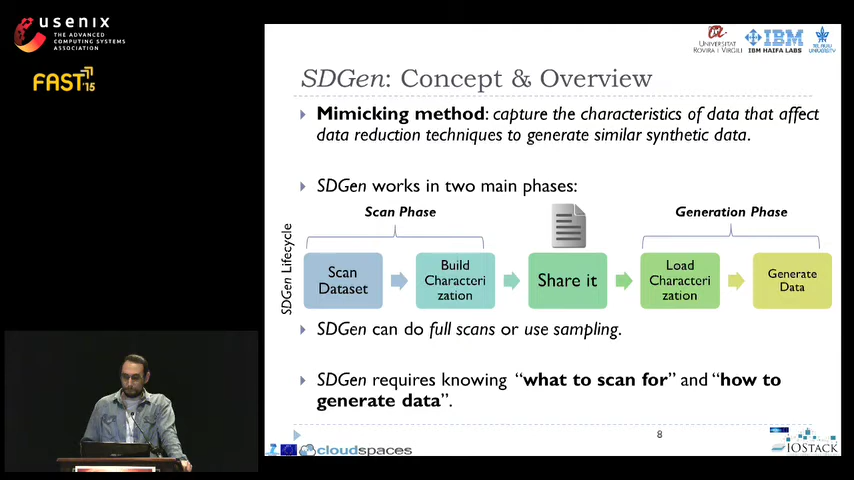 usenix
THE ADVANCED
COMPUTING SYSTEMS
ASSOCIATION
FAST '15
UNIVERSITAT
ROVIRA I VIRGILI
IBM
IBM HAIFA LABS
TEL AVIV
UNIVERSITY
SDGen: Concept & Overview
Mimicking method: capture the characteristics of data that affect
data reduction techniques to generate similar synthetic data.
SDGen works in two main phases:
Scan Phase
Generation Phase
SDGen Lifecycle
Scan
Dataset
Build
Characteri
zation
Share it
Load
Characteri
zation
Generate
Data
SDGen can do full scans or use sampling.
SDGen requires knowing “what to scan for” and “how to
generate data”.
8
cloudspaces
IOSTACK